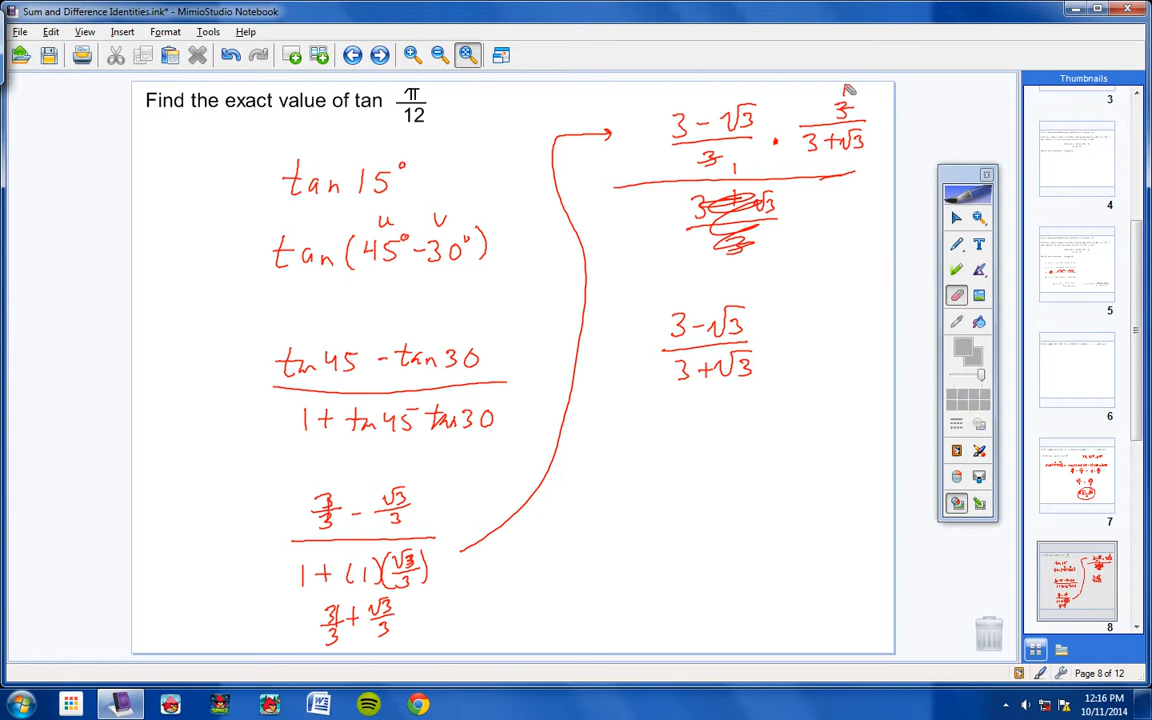 Sum and Difference Identities.ink* - MimioStudio Notebook
File Edit View Insert Format Tools Help
Find the exact value of tan π/12
tan 15°
u v
tan(45°-30°)
tan 45 - tan 30
1 + tan 45 tan 30
3/3 - √3/3
1 + (1)(√3/3)
3/3 + √3/3
3 - √3
3
1
·
1
3
3 + √3
3 - √3
3 + √3
Thumbnails
3
4
5
6
7
8
T
Page 8 of 12
12:16 PM
10/11/2014